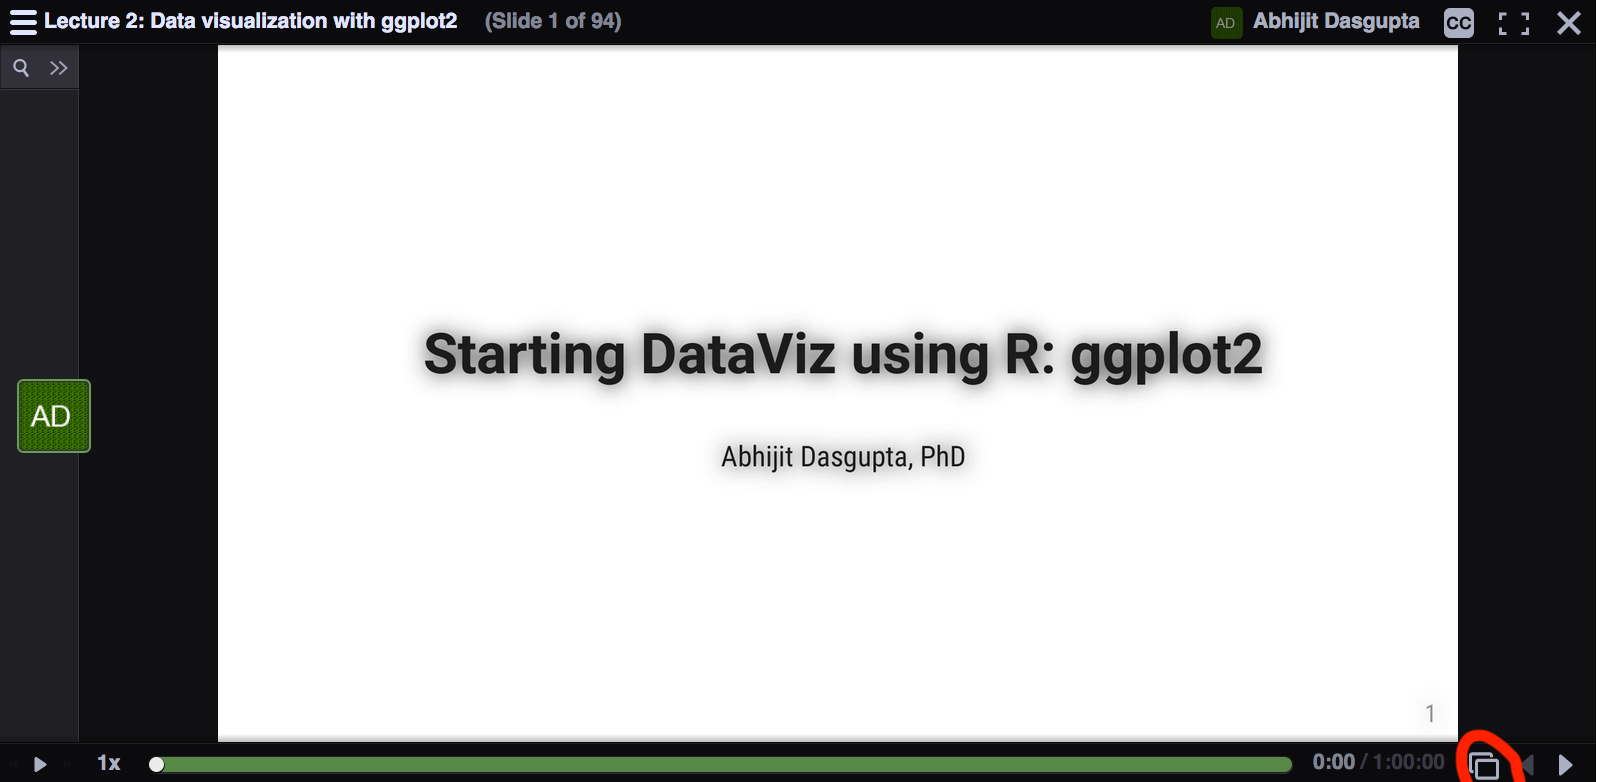 Lecture 2: Data visualization with ggplot2 (Slide 1 of 94)
AD Abhijit Dasgupta CC
Starting DataViz using R: ggplot2
AD
Abhijit Dasgupta, PhD
1
1x 0:00 / 1:00:00